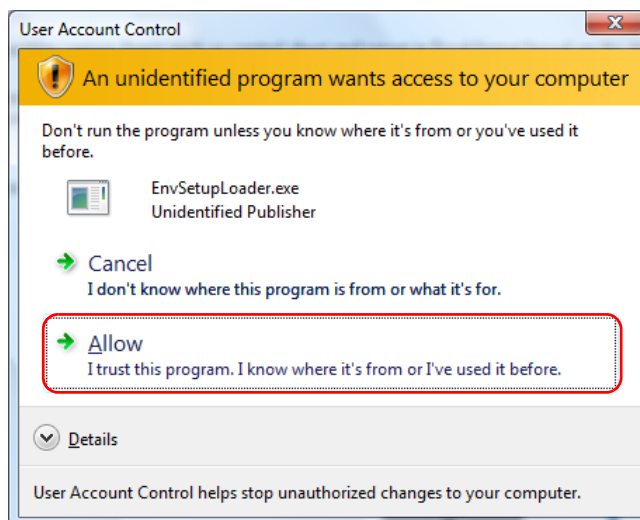 User Account Control
An unidentified program wants access to your computer
Don't run the program unless you know where it's from or you've used it
before.
EnvSetupLoader.exe
Unidentified Publisher
Cancel
I don't know where this program is from or what it's for.
Allow
I trust this program. I know where it's from or I've used it before.
Details
User Account Control helps stop unauthorized changes to your computer.